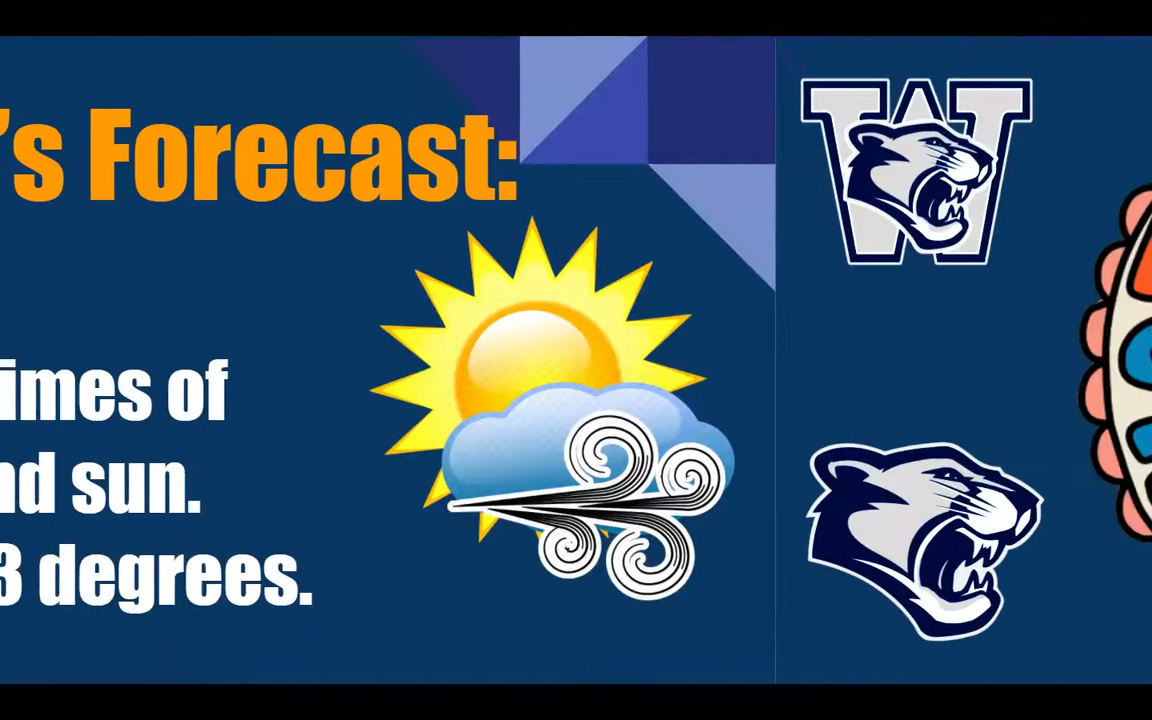 's Forecast:
imes of
nd sun.
3 degrees.
W